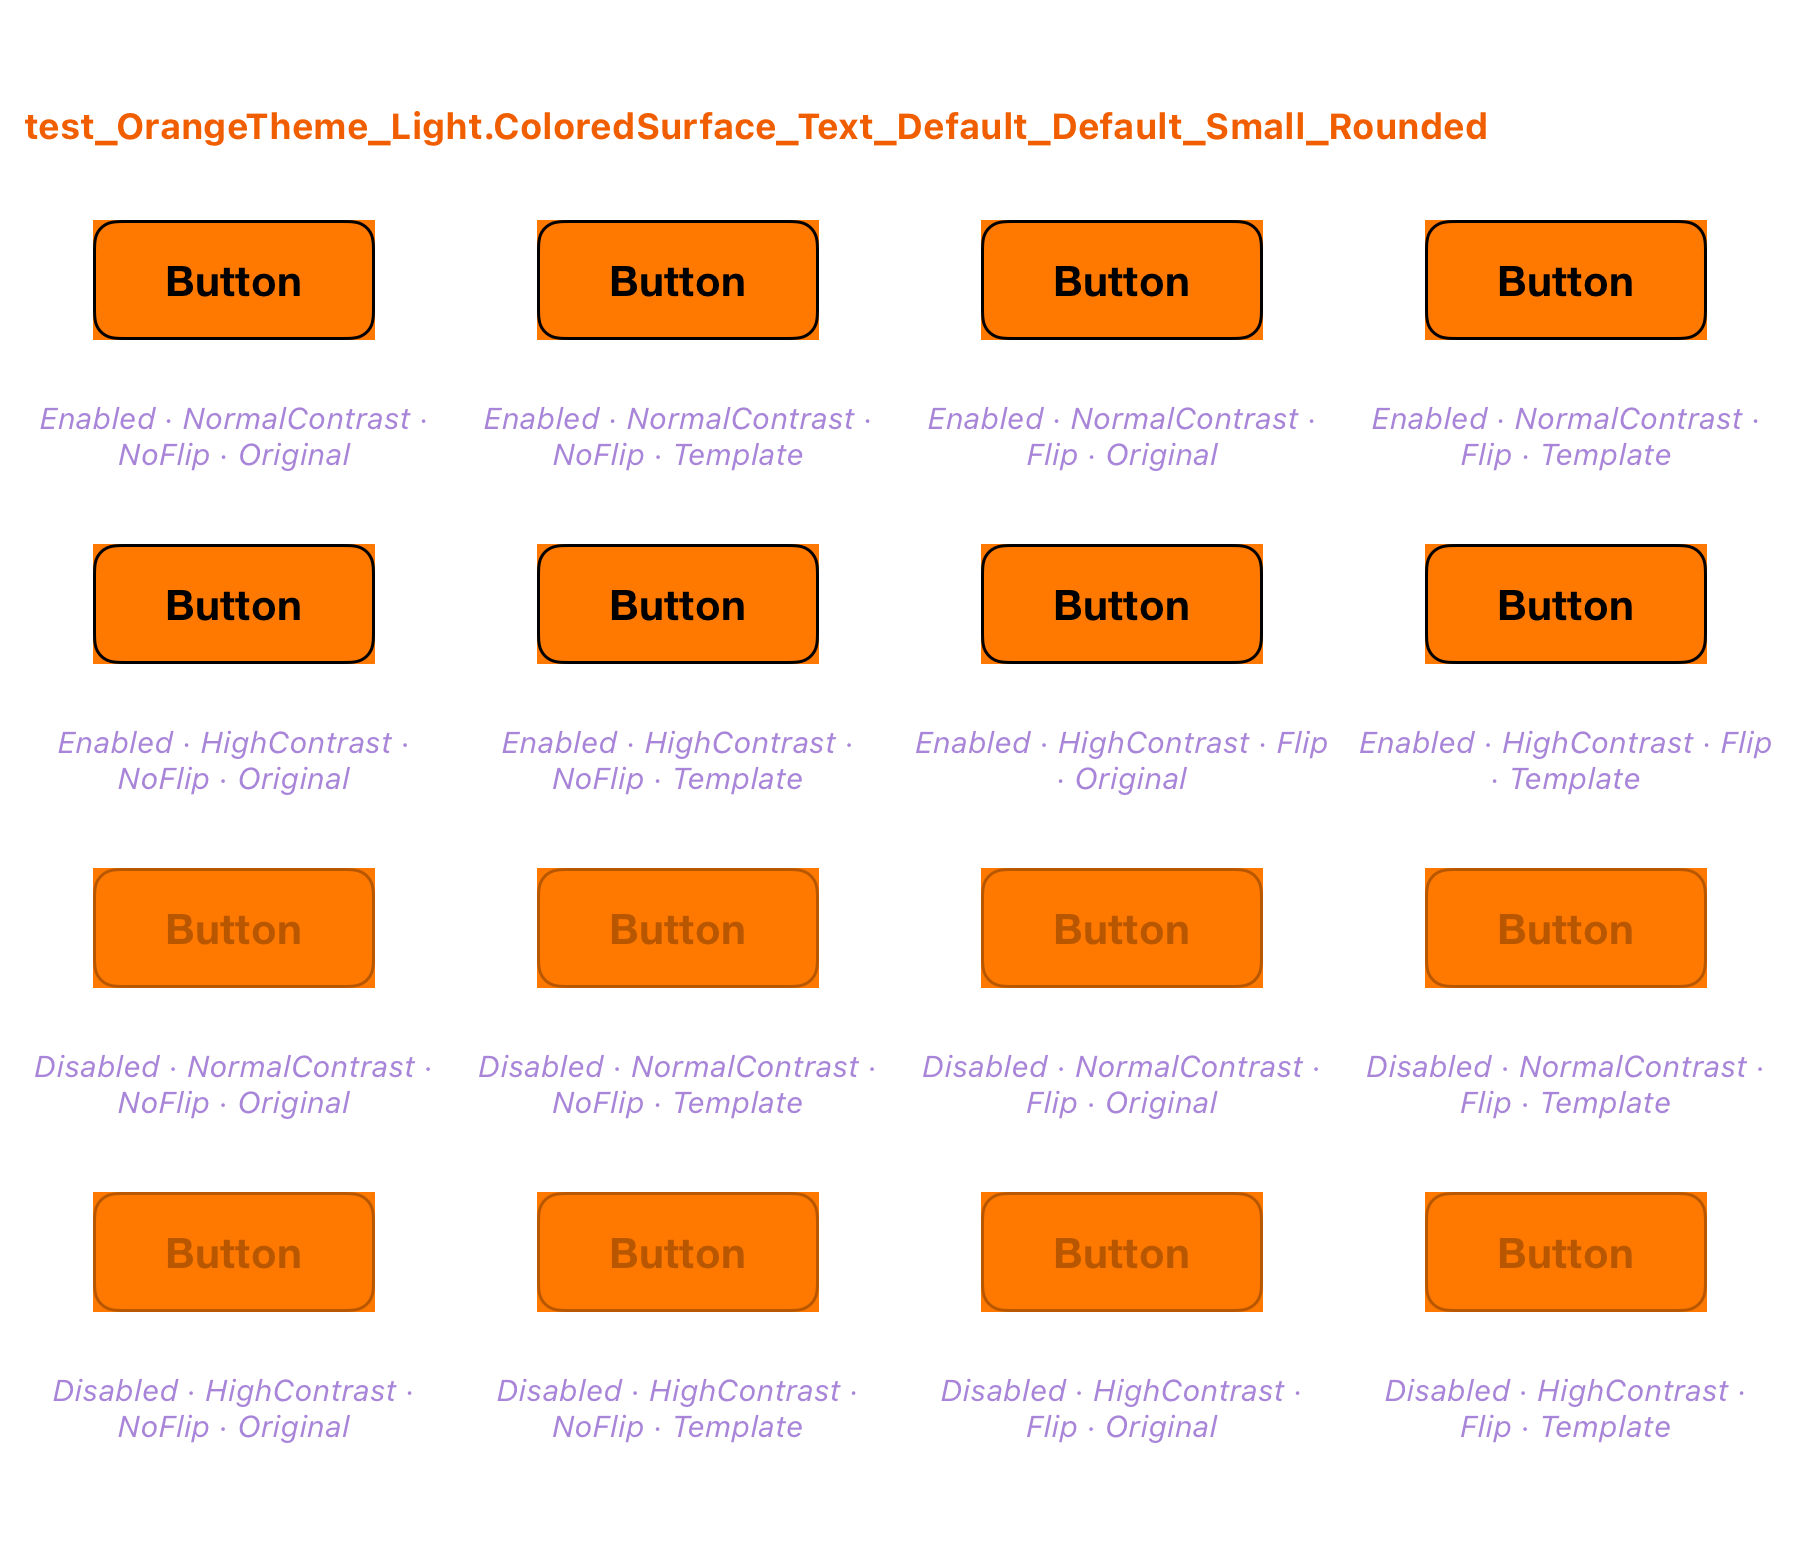 test_OrangeTheme_Light.ColoredSurface_Text_Default_Default_Small_Rounded
Button Button Button Button
Enabled · NormalContrast · Enabled · NormalContrast · Enabled · NormalContrast · Enabled · NormalContrast ·
NoFlip · Original NoFlip · Template Flip · Original Flip · Template
Button Button Button Button
Enabled · HighContrast · Enabled · HighContrast · Enabled · HighContrast · Flip Enabled · HighContrast · Flip
NoFlip · Original NoFlip · Template · Original · Template
Button Button Button Button
Disabled · NormalContrast · Disabled · NormalContrast · Disabled · NormalContrast · Disabled · NormalContrast ·
NoFlip · Original NoFlip · Template Flip · Original Flip · Template
Button Button Button Button
Disabled · HighContrast · Disabled · HighContrast · Disabled · HighContrast · Disabled · HighContrast ·
NoFlip · Original NoFlip · Template Flip · Original Flip · Template